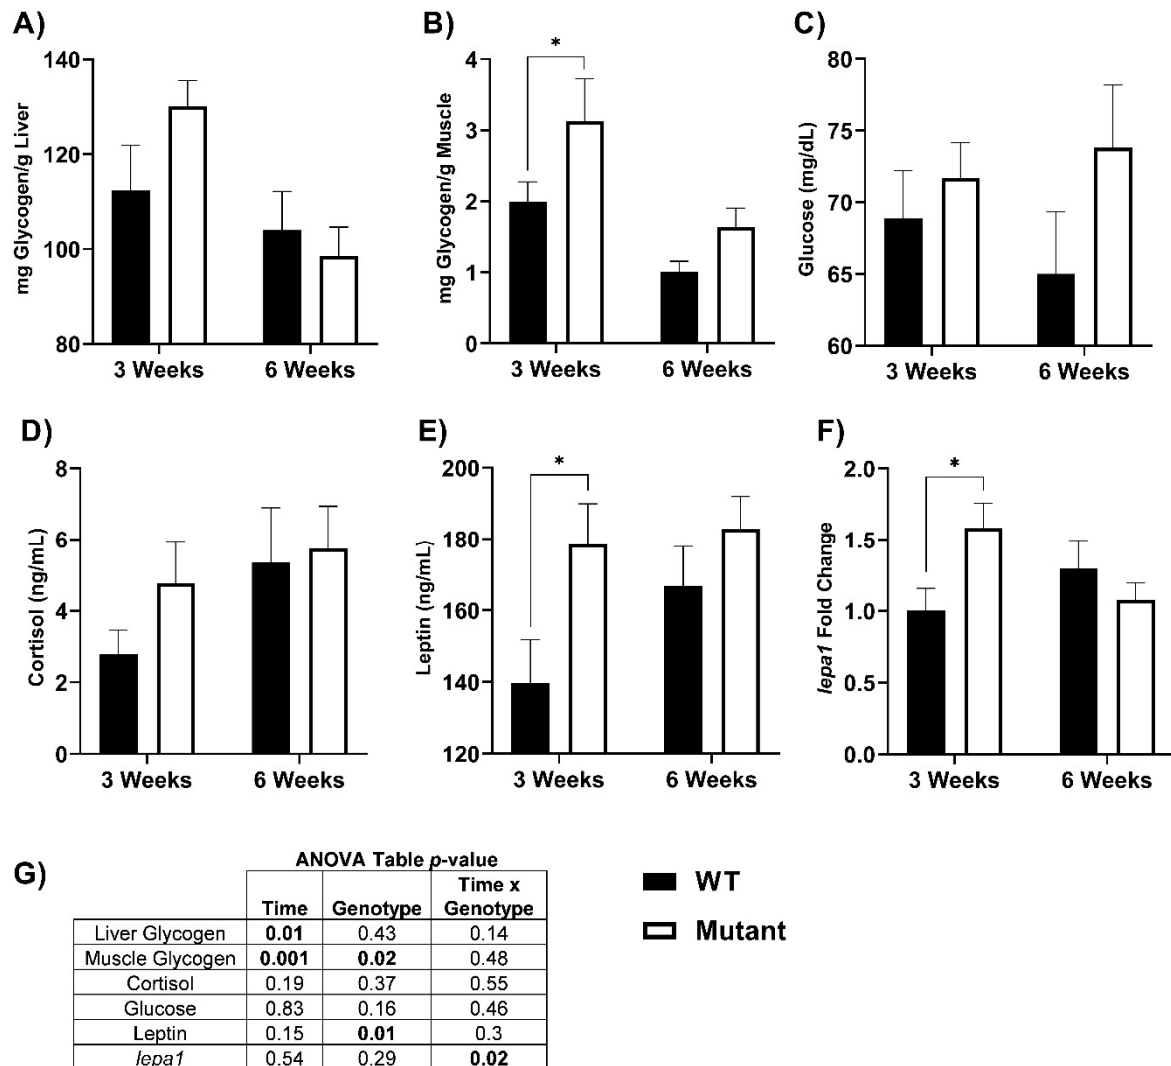 A)
mg Glycogen/g Liver
140
120
100
80
3 Weeks 6 Weeks
B)
mg Glycogen/g Muscle
4
3
2
1
0
*
3 Weeks 6 Weeks
C)
Glucose (mg/dL)
80
75
70
65
60
3 Weeks 6 Weeks
D)
Cortisol (ng/mL)
8
6
4
2
0
3 Weeks 6 Weeks
E)
Leptin (ng/mL)
200
180
160
140
120
*
3 Weeks 6 Weeks
F)
lepa1 Fold Change
2.0
1.5
1.0
0.5
0.0
*
3 Weeks 6 Weeks
G)
ANOVA Table p-value
Time Genotype Time x Genotype
Liver Glycogen 0.01 0.43 0.14
Muscle Glycogen 0.001 0.02 0.48
Cortisol 0.19 0.37 0.55
Glucose 0.83 0.16 0.46
Leptin 0.15 0.01 0.3
lepa1 0.54 0.29 0.02
WT
Mutant